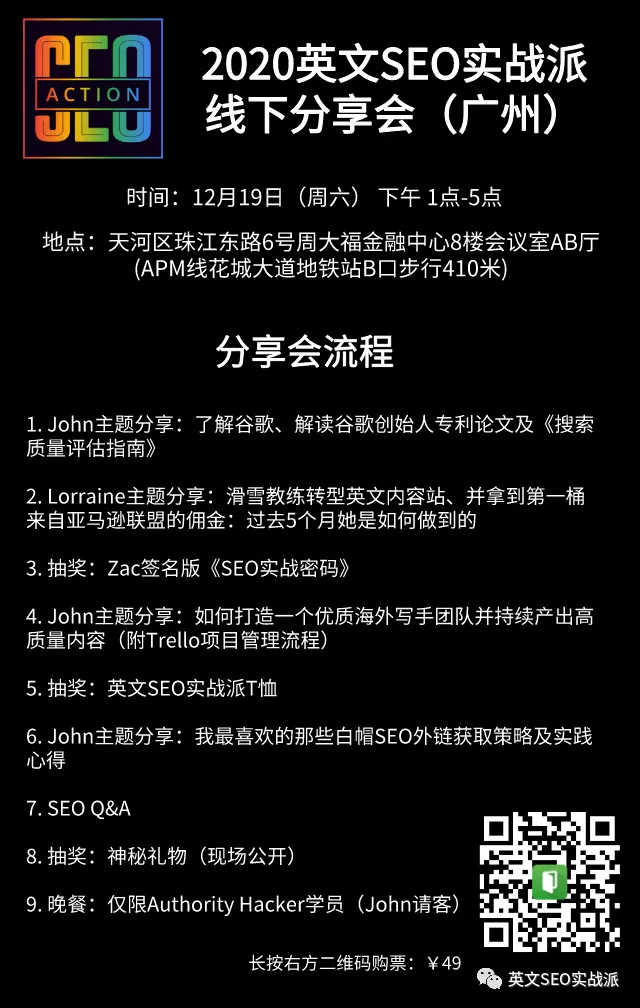 SEO
ACTION
2020英文SEO实战派
线下分享会（广州）
时间：12月19日（周六） 下午 1点-5点
地点：天河区珠江东路6号周大福金融中心8楼会议室AB厅
(APM线花城大道地铁站B口步行410米)
分享会流程
1. John主题分享：了解谷歌、解读谷歌创始人专利论文及《搜索
质量评估指南》
2. Lorraine主题分享：滑雪教练转型英文内容站、并拿到第一桶
来自亚马逊联盟的佣金：过去5个月她是如何做到的
3. 抽奖：Zac签名版《SEO实战密码》
4. John主题分享：如何打造一个优质海外写手团队并持续产出高
质量内容（附Trello项目管理流程）
5. 抽奖：英文SEO实战派T恤
6. John主题分享：我最喜欢的那些白帽SEO外链获取策略及实践
心得
7. SEO Q&A
8. 抽奖：神秘礼物（现场公开）
9. 晚餐：仅限Authority Hacker学员（John请客）
长按右方二维码购票：￥49
英文SEO实战派